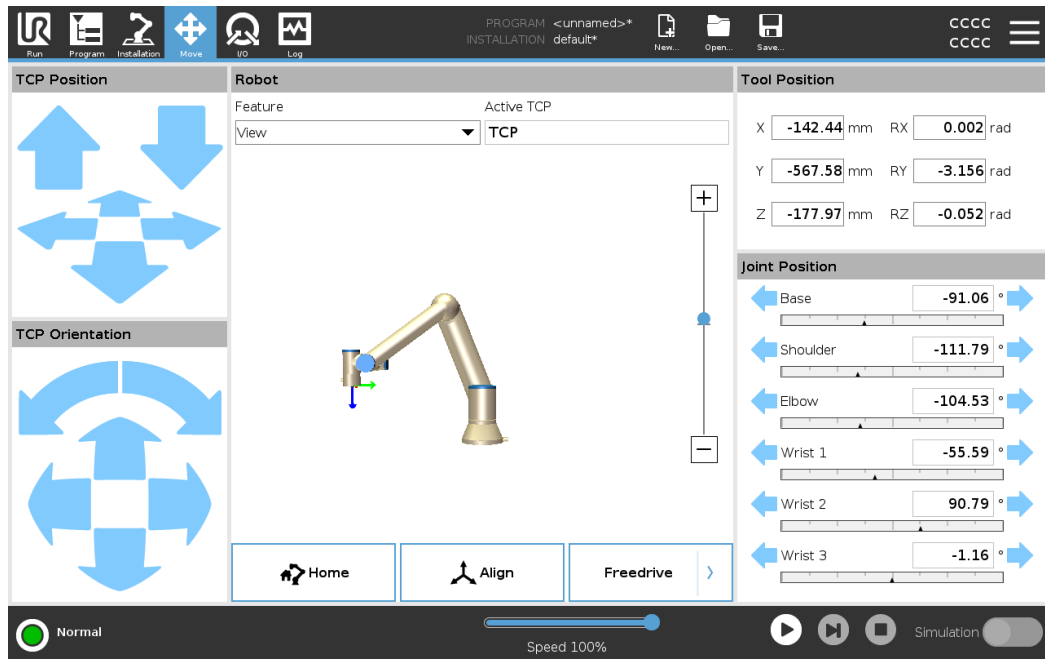 UR
Run
Program
Installation
Move
I/O
Log
PROGRAM <unnamed>*
INSTALLATION default*
New...
Open...
Save...
cccc
cccc
TCP Position
Robot
Feature
Active TCP
View
TCP
+
−
TCP Orientation
Home
Align
Freedrive
Tool Position
X -142.44 mm RX 0.002 rad
Y -567.58 mm RY -3.156 rad
Z -177.97 mm RZ -0.052 rad
Joint Position
Base -91.06 °
Shoulder -111.79 °
Elbow -104.53 °
Wrist 1 -55.59 °
Wrist 2 90.79 °
Wrist 3 -1.16 °
Normal
Speed 100%
Simulation